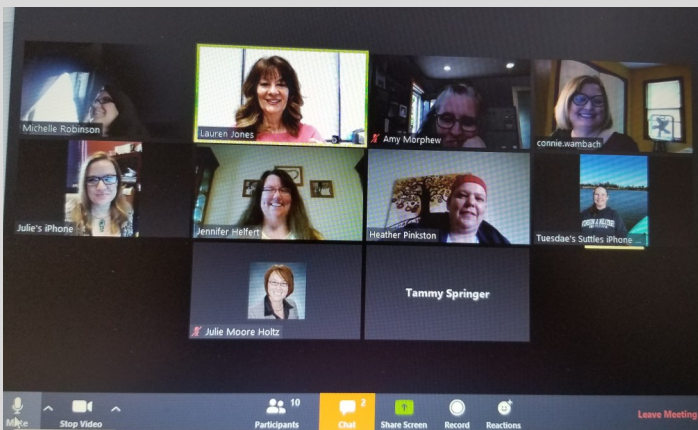 Michelle Robinson
Lauren Jones
Amy Morphew
connie.wambach
Julie's iPhone
Jennifer Helfert
Heather Pinkston
Tuesdae's Suttles iPhone ...
Julie Moore Holtz
Tammy Springer
Mute
Stop Video
10
Participants
2
Chat
Share Screen
Record
Reactions
Leave Meeting